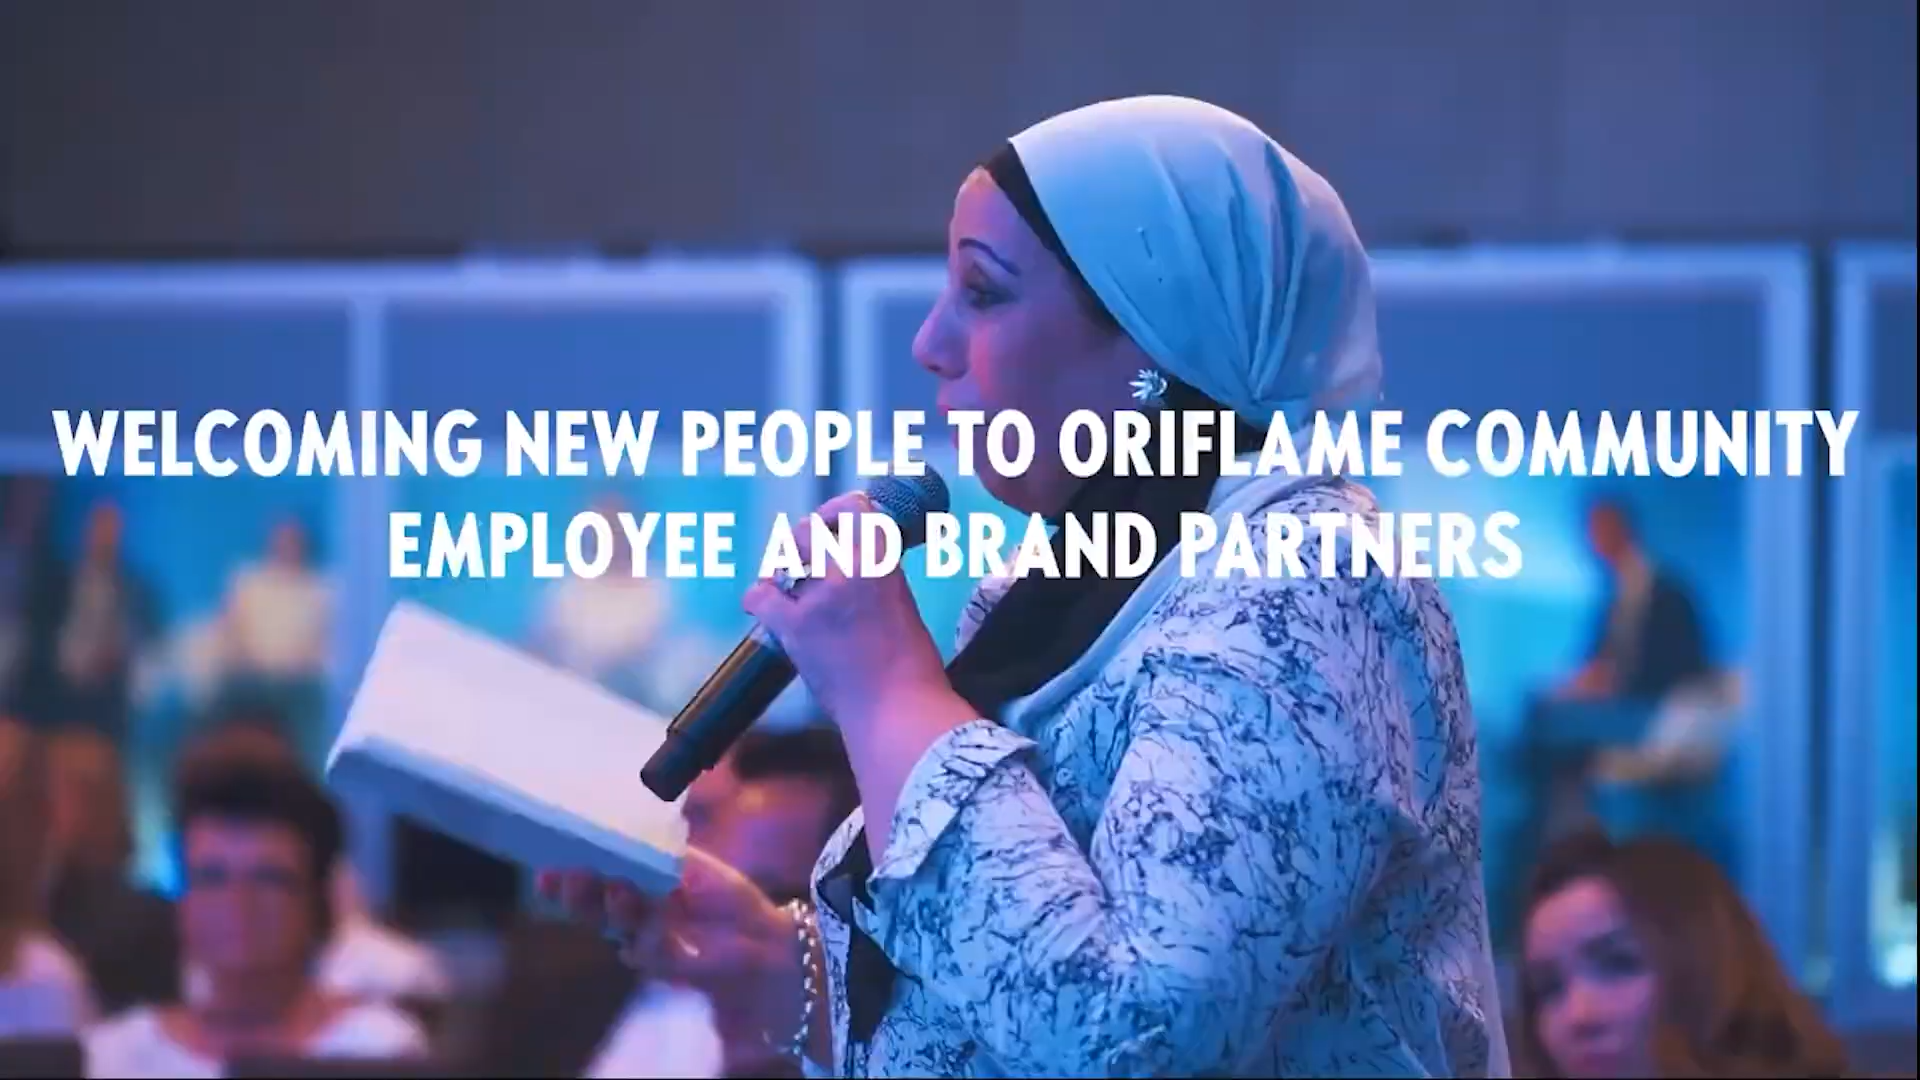 WELCOMING NEW PEOPLE TO ORIFLAME COMMUNITY
EMPLOYEE AND BRAND PARTNERS